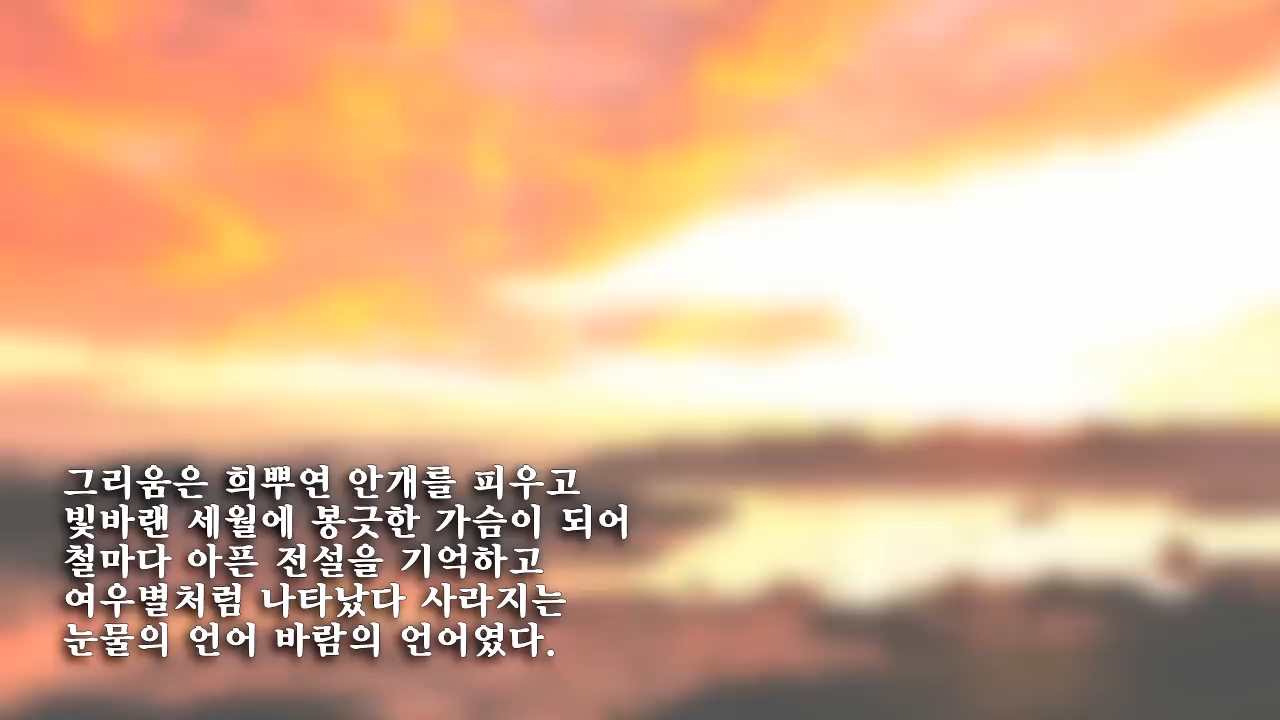 그리움은 희뿌연 안개를 피우고
빛바랜 세월에 봉긋한 가슴이 되어
철마다 아픈 전설을 기억하고
여우별처럼 나타났다 사라지는
눈물의 언어 바람의 언어였다.